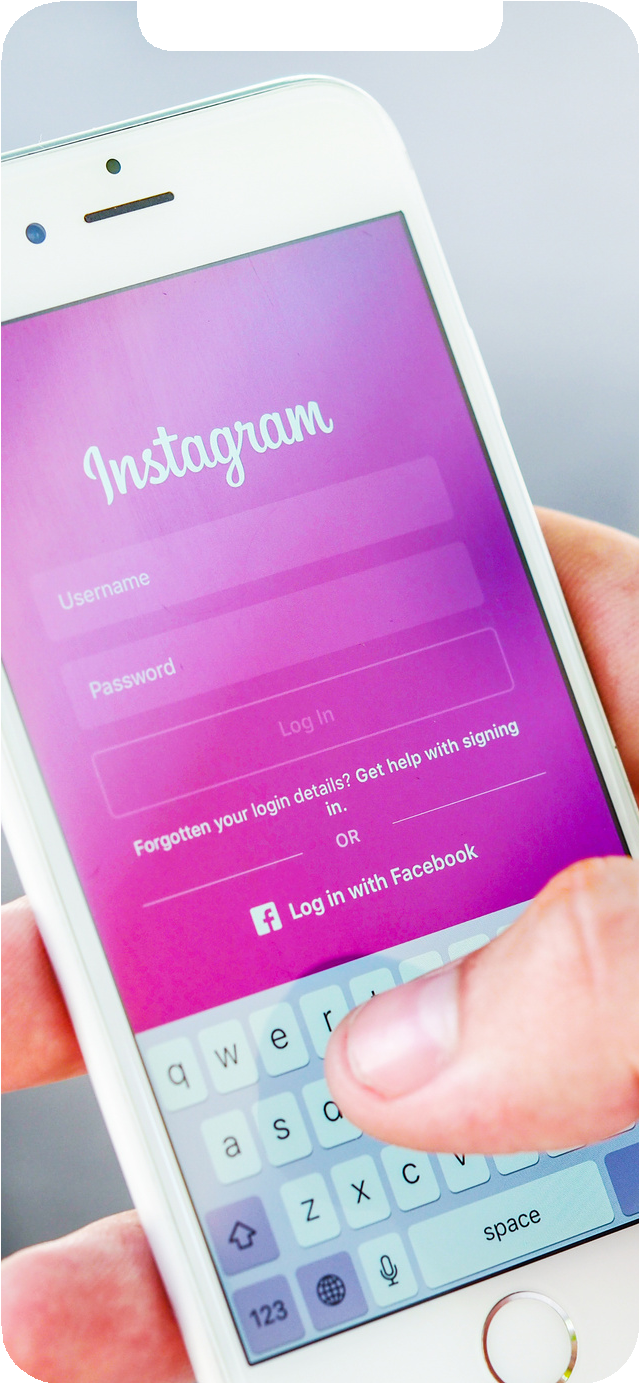 Instagram
Username
Password
Log In
Forgotten your login details? Get help with signing
in.
OR
Log in with Facebook
q w e r
a s d
z x c v
123 space